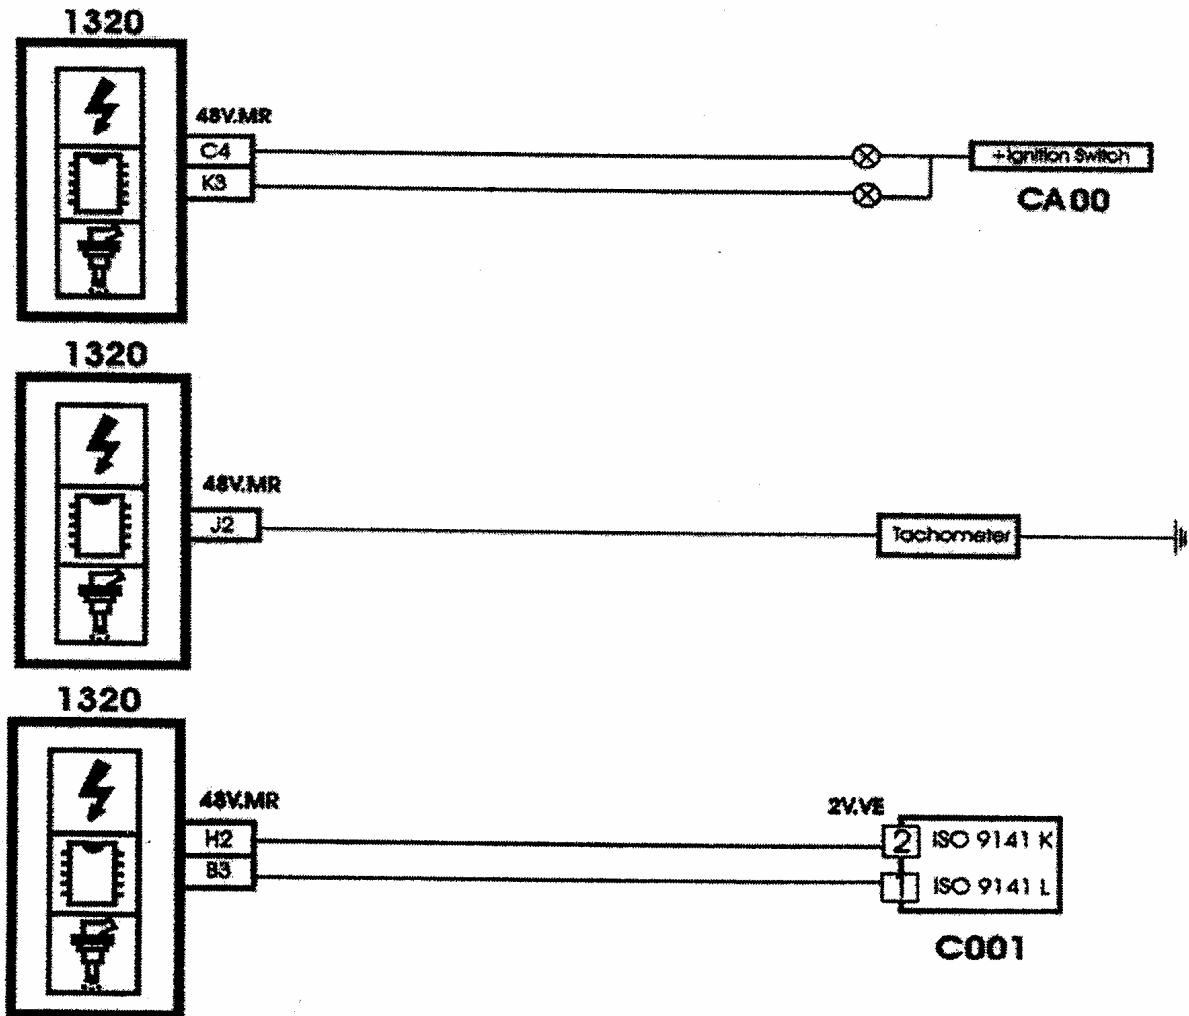 1320
48V.MR
C4
K3
+Ignition Switch
CA00
1320
48V.MR
J2
Tachometer
1320
48V.MR
H2
B3
2V.VE
2
ISO 9141 K
1
ISO 9141 L
C001